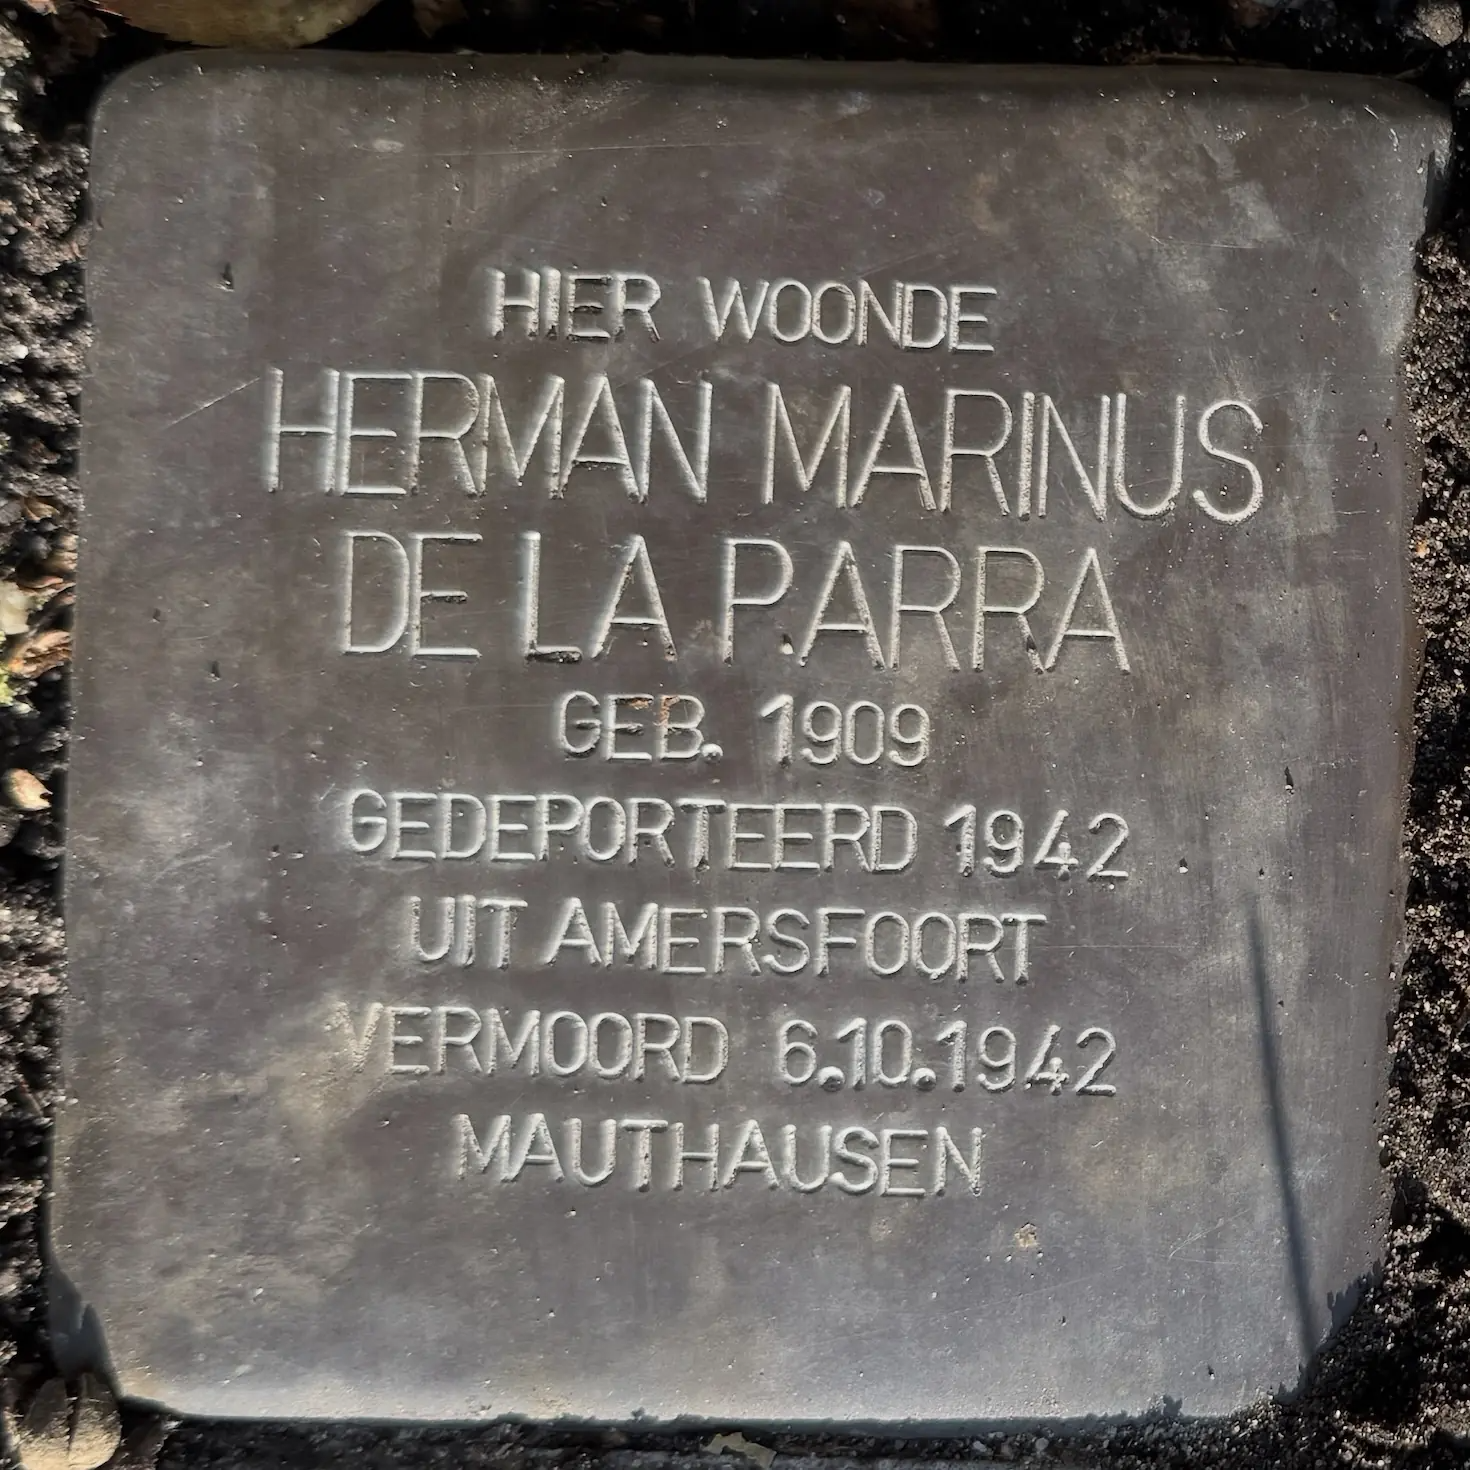 HIER WOONDE
HERMAN MARINUS
DE LA PARRA
GEB. 1909
GEDEPORTEERD 1942
UIT AMERSFOORT
VERMOORD 6.10.1942
MAUTHAUSEN